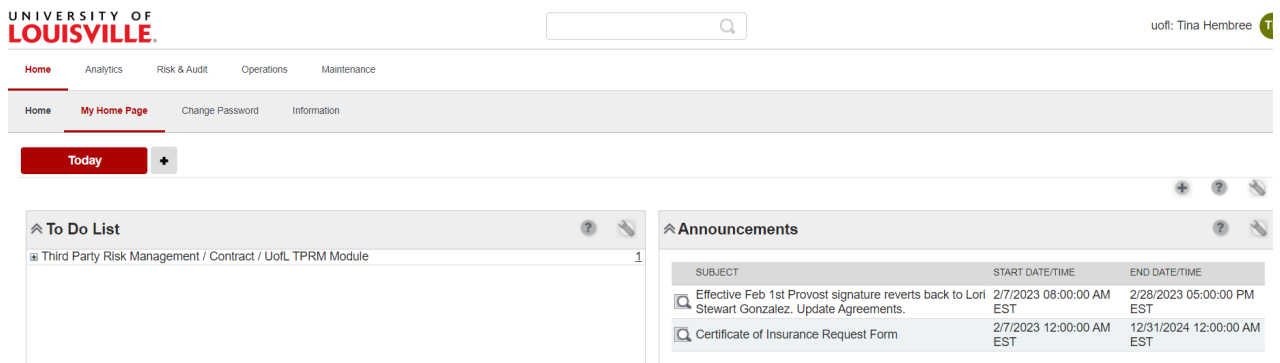 UNIVERSITY OF
LOUISVILLE.
uofl: Tina Hembree
T
Home Analytics Risk & Audit Operations Maintenance
Home My Home Page Change Password Information
Today +
+ ?
To Do List ?
Third Party Risk Management / Contract / UofL TPRM Module 1
Announcements ?
SUBJECT START DATE/TIME END DATE/TIME
Effective Feb 1st Provost signature reverts back to Lori 2/7/2023 08:00:00 AM 2/28/2023 05:00:00 PM
Stewart Gonzalez. Update Agreements. EST EST
Certificate of Insurance Request Form 2/7/2023 12:00:00 AM 12/31/2024 12:00:00 AM
EST EST